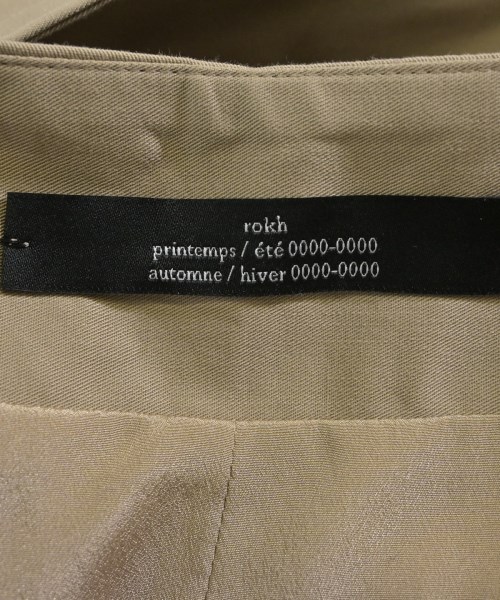 rokh
printemps / été 0000-0000
automne / hiver 0000-0000